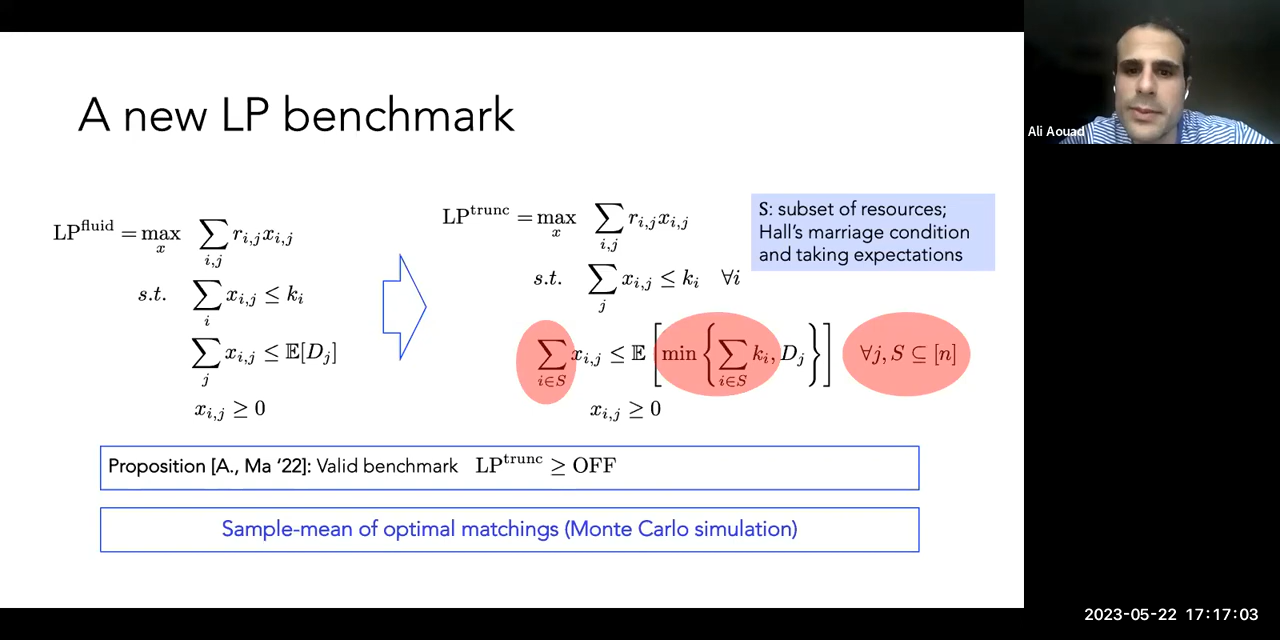 A new LP benchmark
LP^fluid = max_x ∑_{i,j} r_{i,j} x_{i,j}
s.t. ∑_i x_{i,j} ≤ k_i
∑_j x_{i,j} ≤ 𝔼[D_j]
x_{i,j} ≥ 0
LP^trunc = max_x ∑_{i,j} r_{i,j} x_{i,j}
s.t. ∑_j x_{i,j} ≤ k_i ∀i
∑_{i∈S} x_{i,j} ≤ 𝔼[min{∑_{i∈S} k_i, D_j}] ∀j, S ⊆ [n]
x_{i,j} ≥ 0
S: subset of resources;
Hall's marriage condition
and taking expectations
Proposition [A., Ma '22]: Valid benchmark LP^trunc ≥ OFF
Sample-mean of optimal matchings (Monte Carlo simulation)
Ali Aouad
2023-05-22 17:17:03